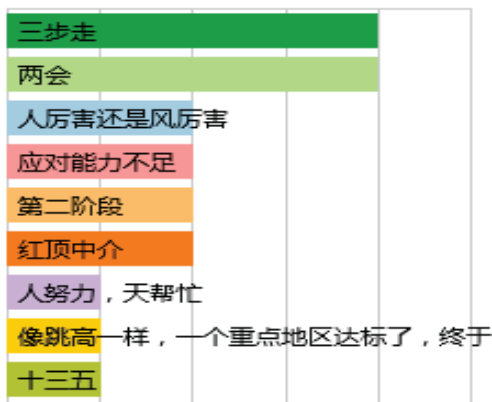 三步走
两会
人厉害还是风厉害
应对能力不足
第二阶段
红顶中介
人努力，天帮忙
像跳高一样，一个重点地区达标了，终于
十三五